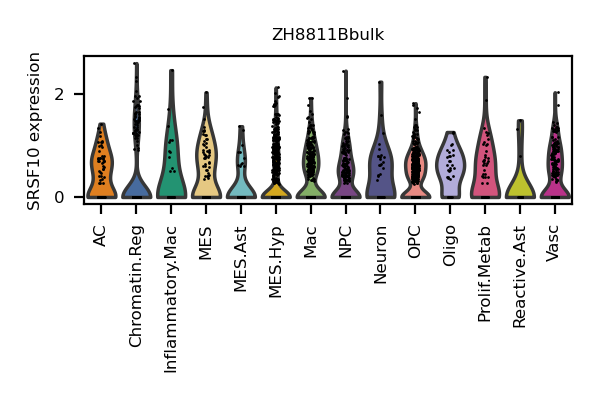 ZH8811Bbulk
SRSF10 expression
2
0
AC
Chromatin.Reg
Inflammatory.Mac
MES
MES.Ast
MES.Hyp
Mac
NPC
Neuron
OPC
Oligo
Prolif.Metab
Reactive.Ast
Vasc